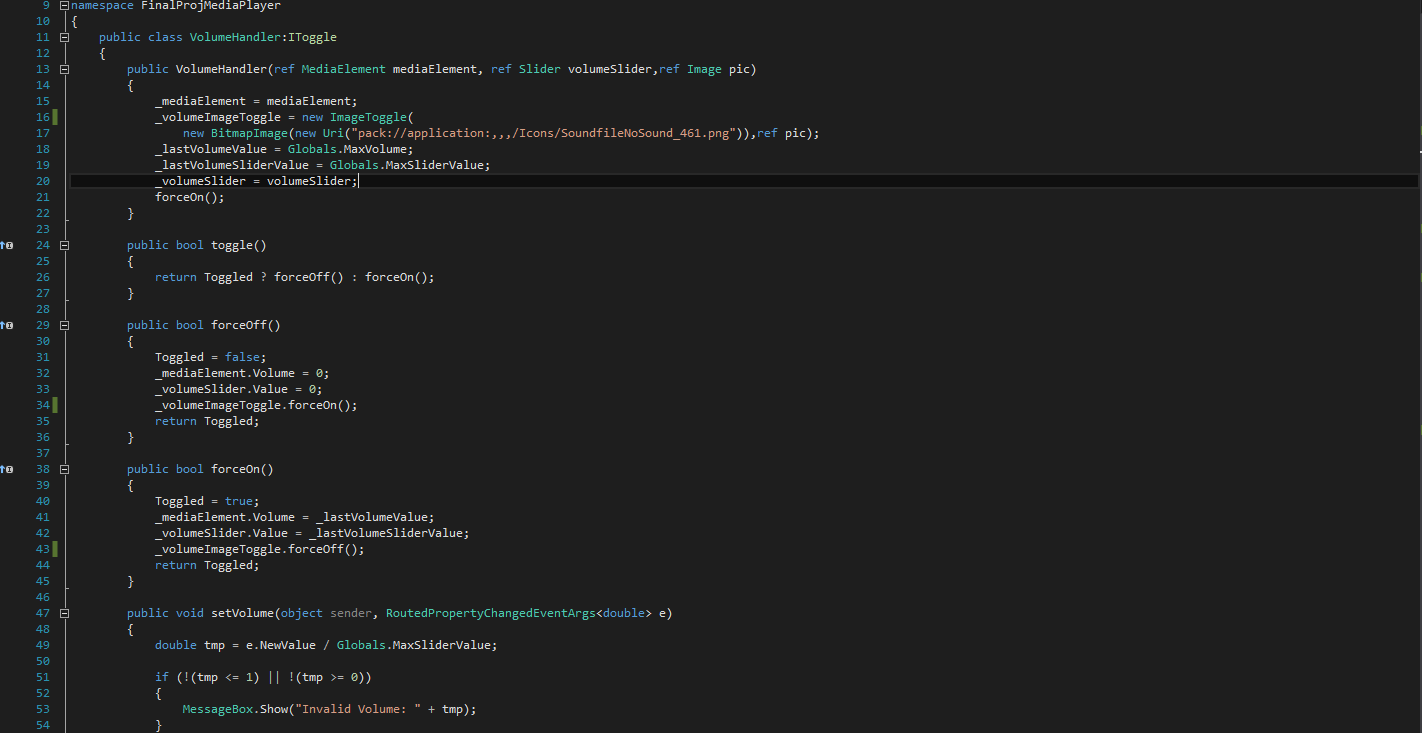 9 namespace FinalProjMediaPlayer
10 {
11 public class VolumeHandler:IToggle
12 {
13 public VolumeHandler(ref MediaElement mediaElement, ref Slider volumeSlider,ref Image pic)
14 {
15 _mediaElement = mediaElement;
16 _volumeImageToggle = new ImageToggle(
17 new BitmapImage(new Uri("pack://application:,,,/Icons/SoundfileNoSound_461.png")),ref pic);
18 _lastVolumeValue = Globals.MaxVolume;
19 _lastVolumeSliderValue = Globals.MaxSliderValue;
20 _volumeSlider = volumeSlider;
21 forceOn();
22 }
23
24 public bool toggle()
25 {
26 return Toggled ? forceOff() : forceOn();
27 }
28
29 public bool forceOff()
30 {
31 Toggled = false;
32 _mediaElement.Volume = 0;
33 _volumeSlider.Value = 0;
34 _volumeImageToggle.forceOn();
35 return Toggled;
36 }
37
38 public bool forceOn()
39 {
40 Toggled = true;
41 _mediaElement.Volume = _lastVolumeValue;
42 _volumeSlider.Value = _lastVolumeSliderValue;
43 _volumeImageToggle.forceOff();
44 return Toggled;
45 }
46
47 public void setVolume(object sender, RoutedPropertyChangedEventArgs<double> e)
48 {
49 double tmp = e.NewValue / Globals.MaxSliderValue;
50
51 if (!(tmp <= 1) || !(tmp >= 0))
52 {
53 MessageBox.Show("Invalid Volume: " + tmp);
54 }